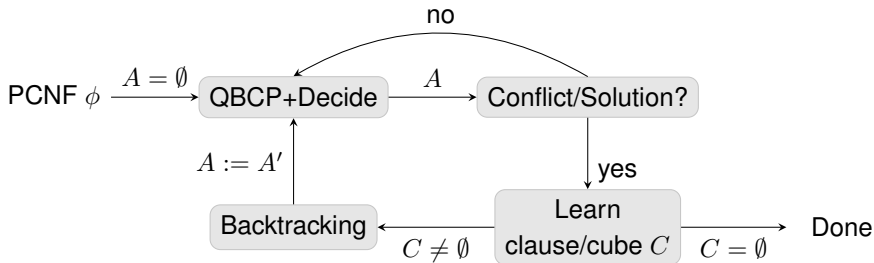 no
PCNF ϕ
A = ∅
QBCP+Decide
A
Conflict/Solution?
A := A′
yes
Backtracking
C ≠ ∅
Learn
clause/cube C
C = ∅
Done